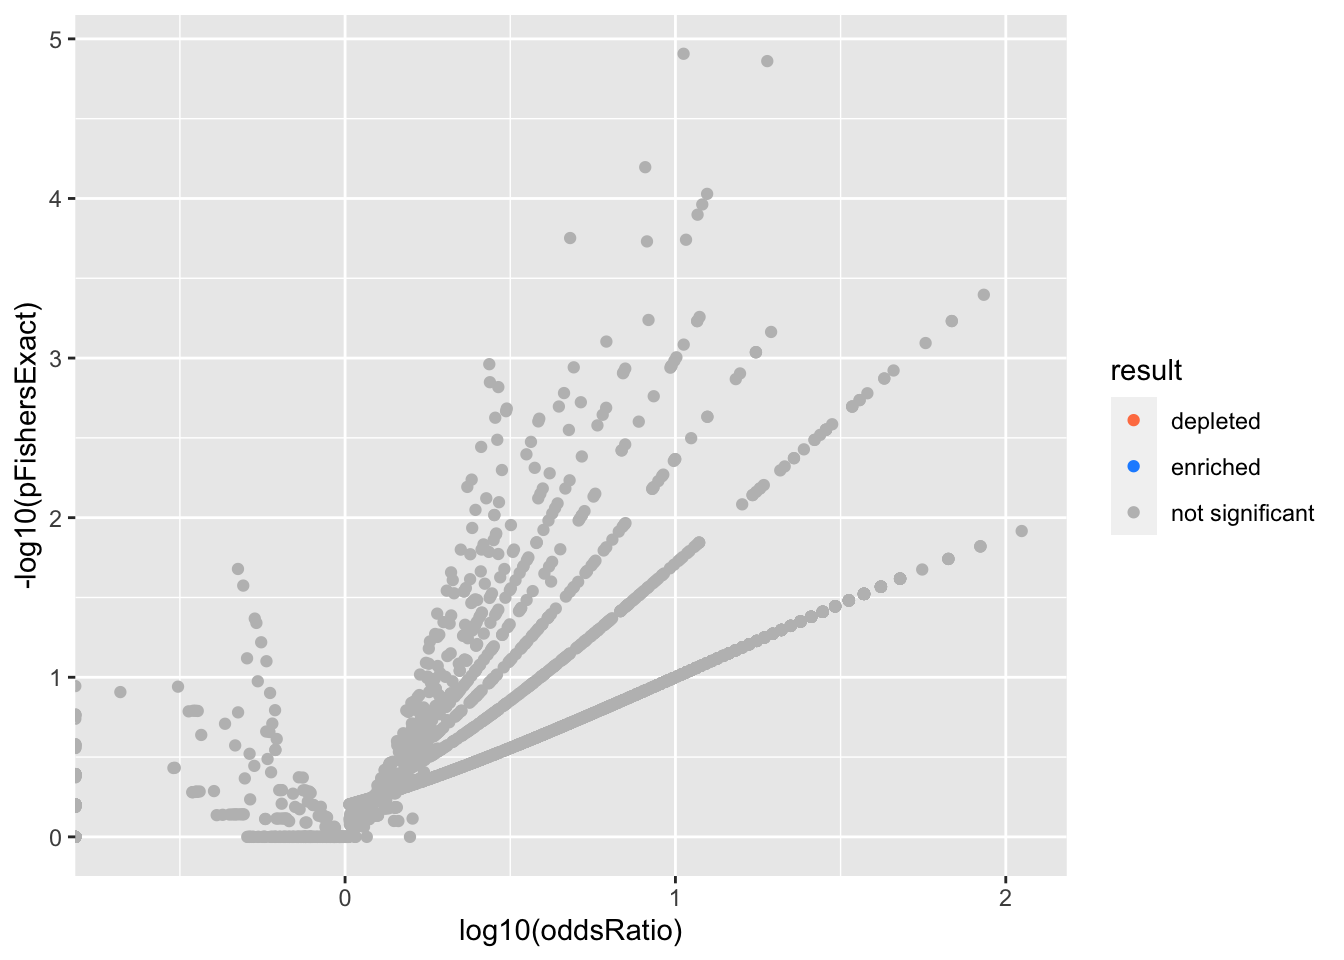 -log10(pFishersExact)
5
4
3
2
1
0
0
1
2
log10(oddsRatio)
result
depleted
enriched
not significant